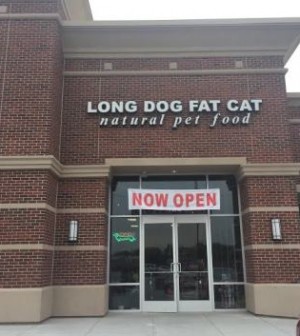 LONG DOG FAT CAT
natural pet food
NOW OPEN